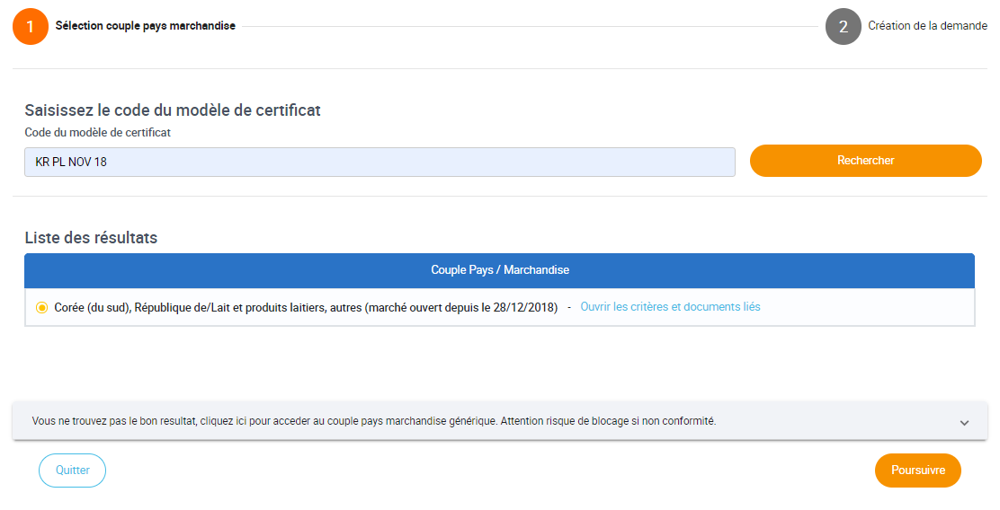 1 Sélection couple pays marchandise
2 Création de la demande
Saisissez le code du modèle de certificat
Code du modèle de certificat
KR PL NOV 18
Rechercher
Liste des résultats
Couple Pays / Marchandise
Corée (du sud), République de/Lait et produits laitiers, autres (marché ouvert depuis le 28/12/2018) - Ouvrir les critères et documents liés
Vous ne trouvez pas le bon resultat, cliquez ici pour acceder au couple pays marchandise générique. Attention risque de blocage si non conformité.
Quitter
Poursuivre